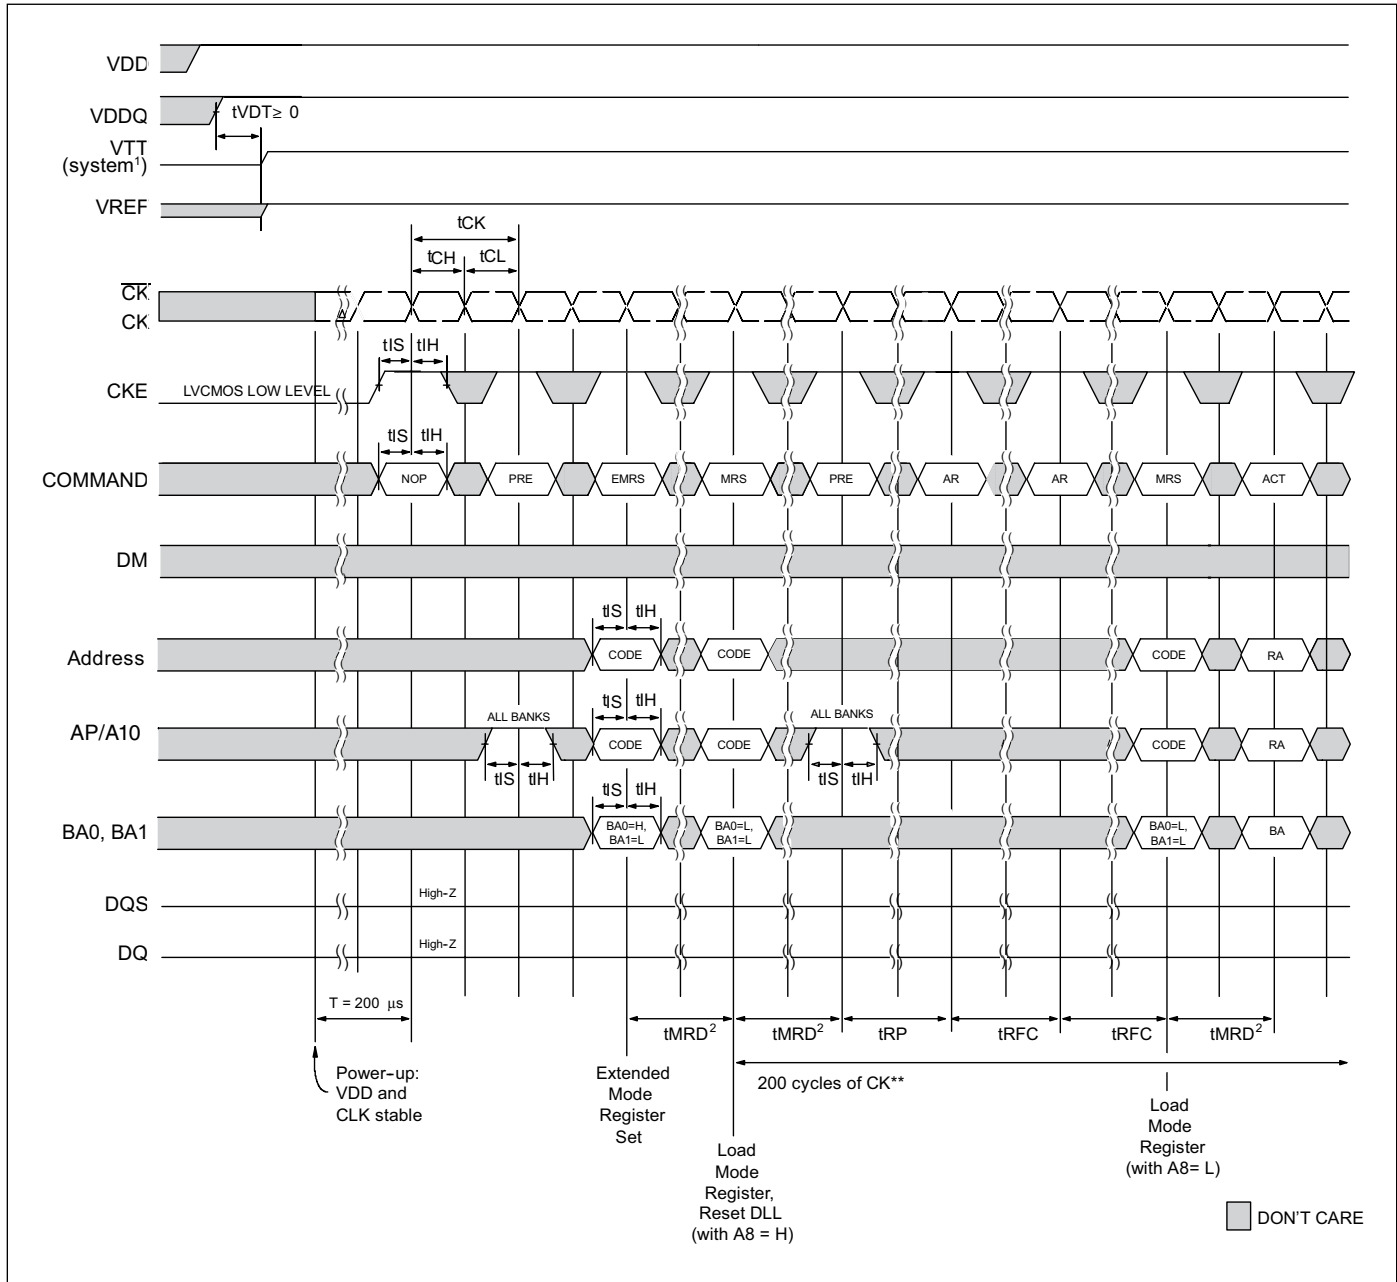 VDD
VDDQ
tVDT≥ 0
VTT
(system¹)
VREF
tCK
tCH
tCL
CK
CK
tIS
tIH
CKE
LVCMOS LOW LEVEL
tIS
tIH
COMMAND
NOP
PRE
EMRS
MRS
PRE
AR
AR
MRS
ACT
DM
tIS
tIH
Address
CODE
CODE
CODE
RA
ALL BANKS
tIS
tIH
ALL BANKS
AP/A10
CODE
CODE
CODE
RA
tIS
tIH
tIS
tIH
tIS
tIH
BA0, BA1
BA0=H,
BA1=L
BA0=L,
BA1=L
BA0=L,
BA1=L
BA
DQS
High-Z
DQ
High-Z
T = 200 µs
tMRD²
tMRD²
tRP
tRFC
tRFC
tMRD²
200 cycles of CK**
Power-up:
VDD and
CLK stable
Extended
Mode
Register
Set
Load
Mode
Register,
Reset DLL
(with A8 = H)
Load
Mode
Register
(with A8= L)
DON'T CARE